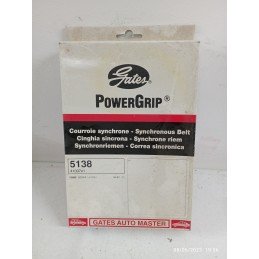 Gates
POWERGRIP®
Courroie synchrone - Synchronous Belt
Cinghia sincrona - Synchrone riem
Synchronriemen - Correa sincronica
5138
GATES AUTO MASTER